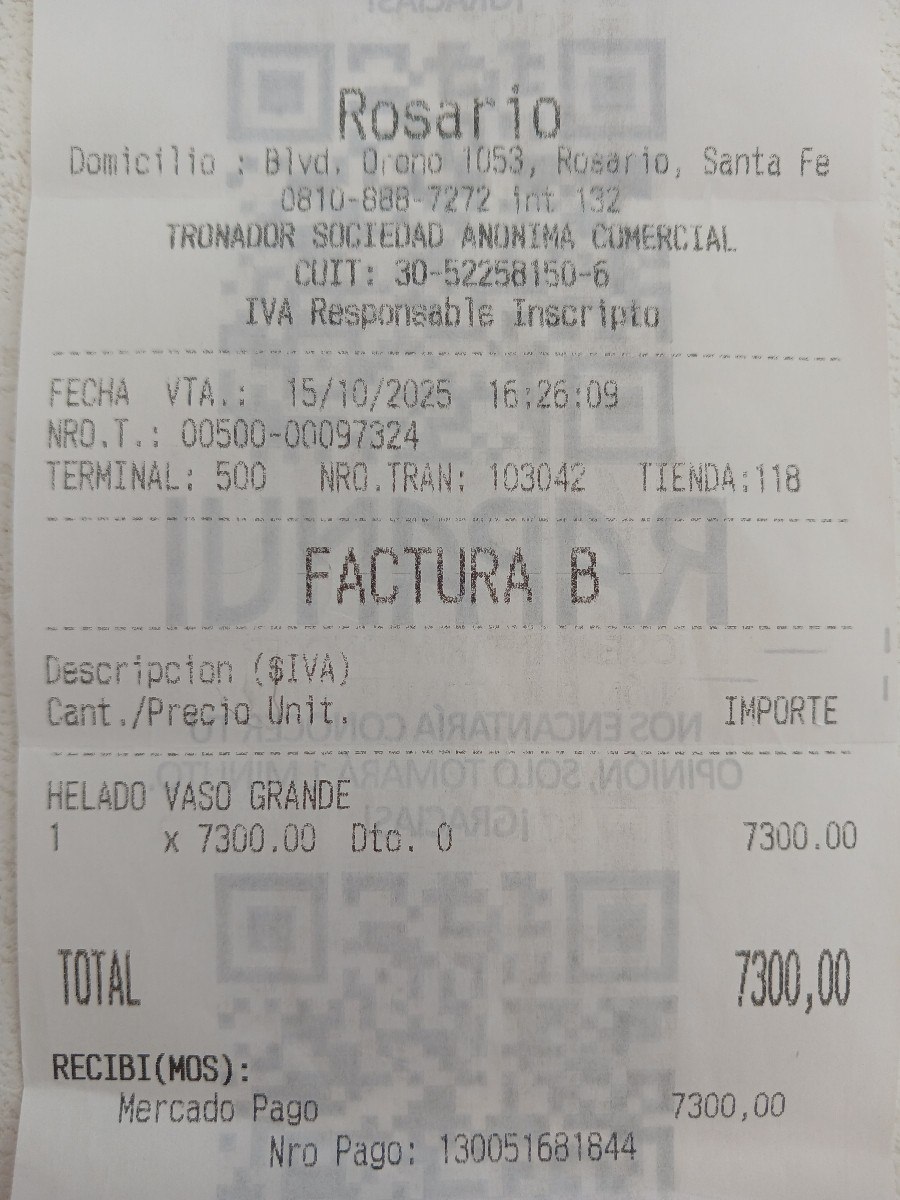 Rosario
Domicilio : Blvd. Orono 1053, Rosario, Santa Fe
0810-888-7272 int 132
TRONADOR SOCIEDAD ANONIMA COMERCIAL
CUIT: 30-52258150-6
IVA Responsable Inscripto
FECHA VTA.: 15/10/2025 16:26:09
NRO.T.: 00500-00097324
TERMINAL: 500 NRO.TRAN: 103042 TIENDA:118
FACTURA B
Descripcion ($IVA)
Cant./Precio Unit. IMPORTE
HELADO VASO GRANDE
1 x 7300.00 Dto. 0 7300.00
TOTAL 7300,00
RECIBI(MOS):
Mercado Pago 7300,00
Nro Pago: 130051681844